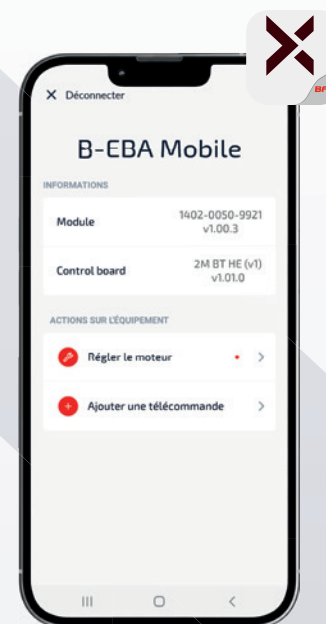 Déconnecter
B-EBA Mobile
INFORMATIONS
Module
1402-0050-9921
v1.00.3
Control board
2M BT HE (v1)
v1.01.0
ACTIONS SUR L'ÉQUIPEMENT
Régler le moteur
Ajouter une télécommande